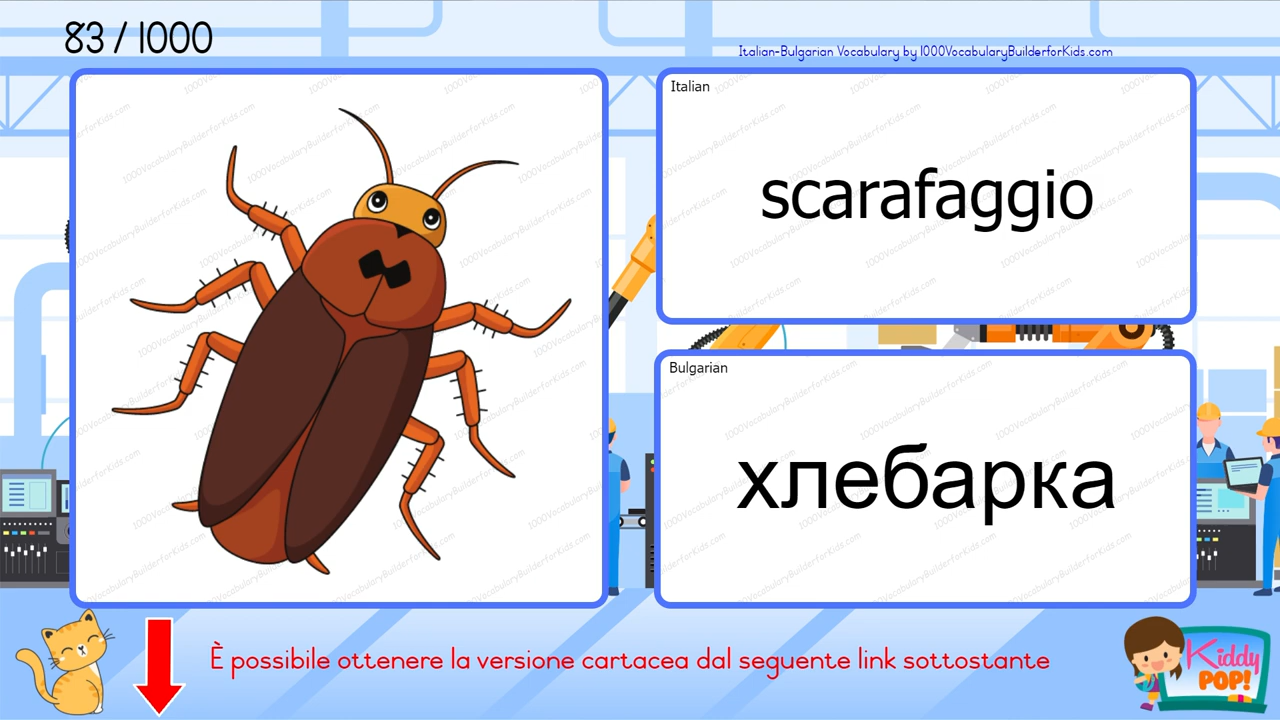 83 / 1000
Italian-Bulgarian Vocabulary by 1000VocabularyBuilderforKids.com
Italian
scarafaggio
Bulgarian
хлебарка
È possibile ottenere la versione cartacea dal seguente link sottostante
Kiddy
POP!